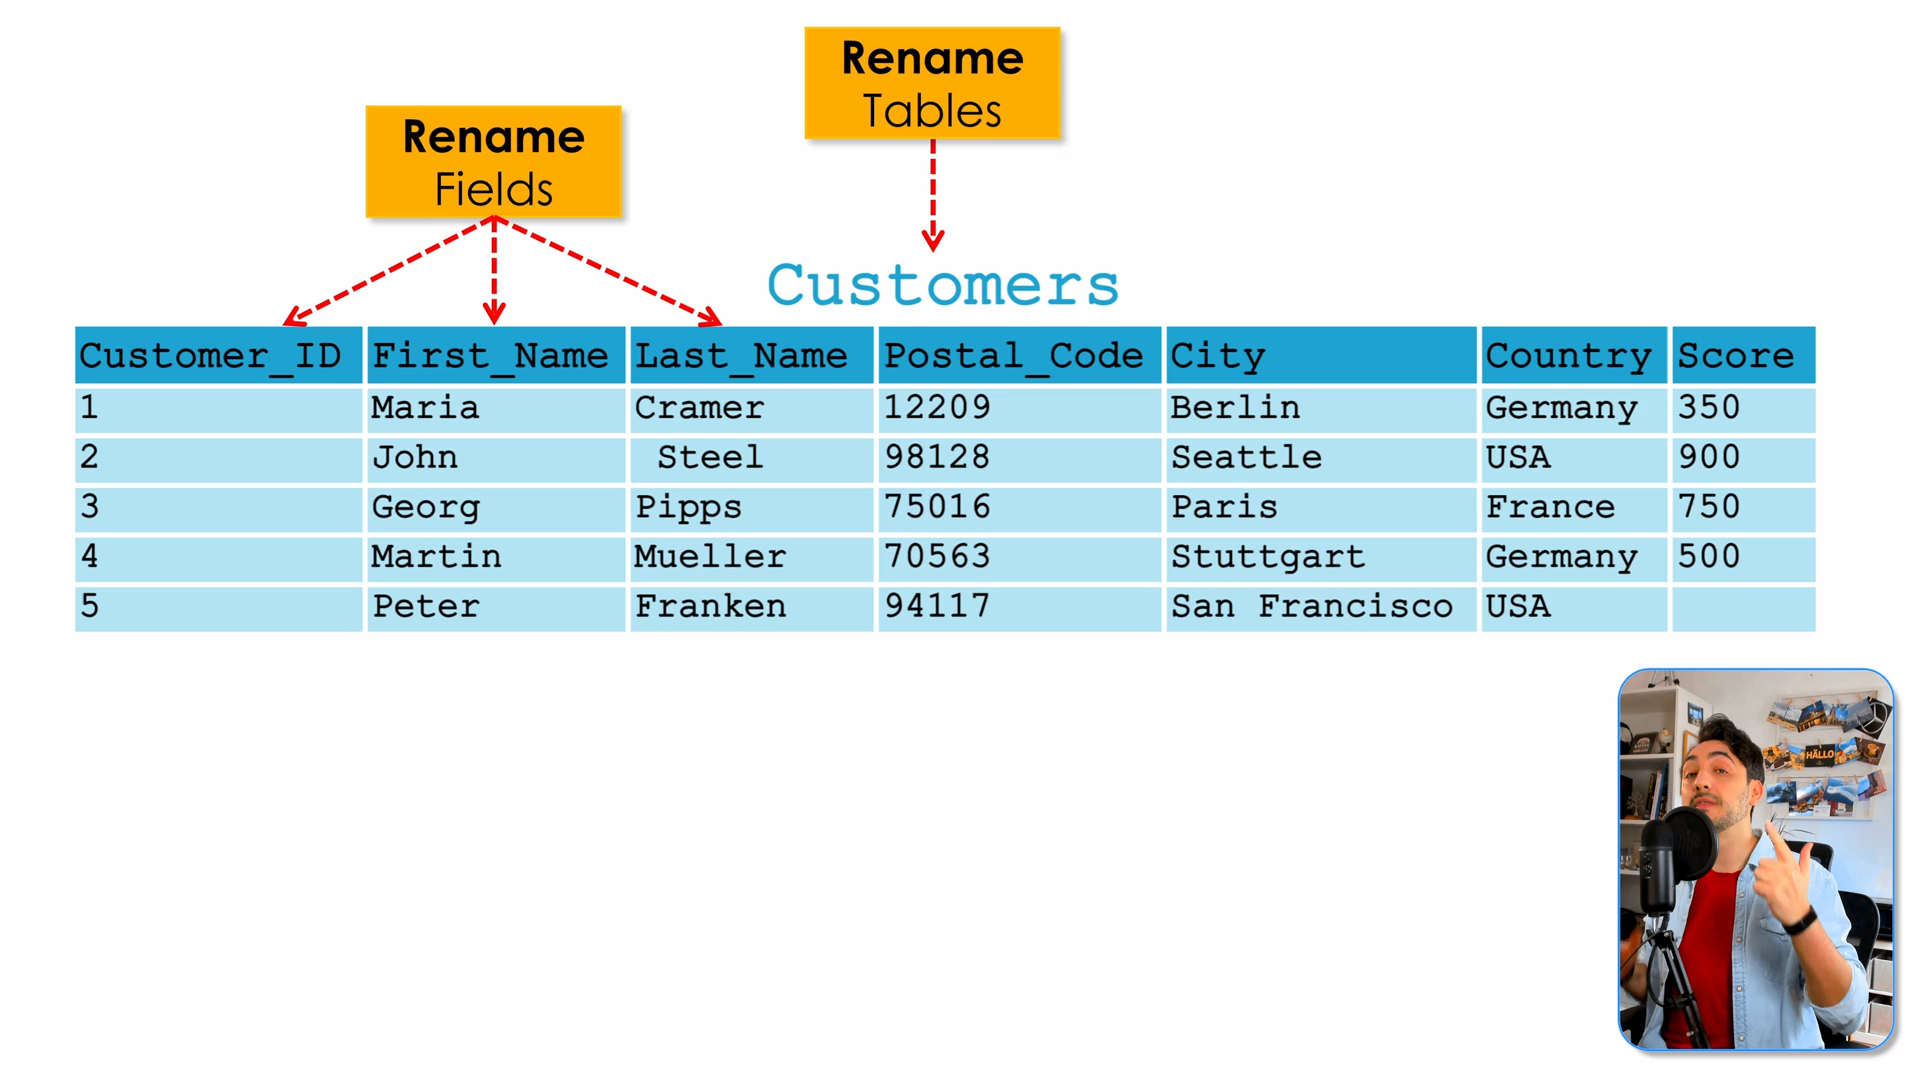 Rename
Tables
Rename
Fields
Customers
Customer_ID First_Name Last_Name Postal_Code City Country Score
1 Maria Cramer 12209 Berlin Germany 350
2 John Steel 98128 Seattle USA 900
3 Georg Pipps 75016 Paris France 750
4 Martin Mueller 70563 Stuttgart Germany 500
5 Peter Franken 94117 San Francisco USA
HALLO